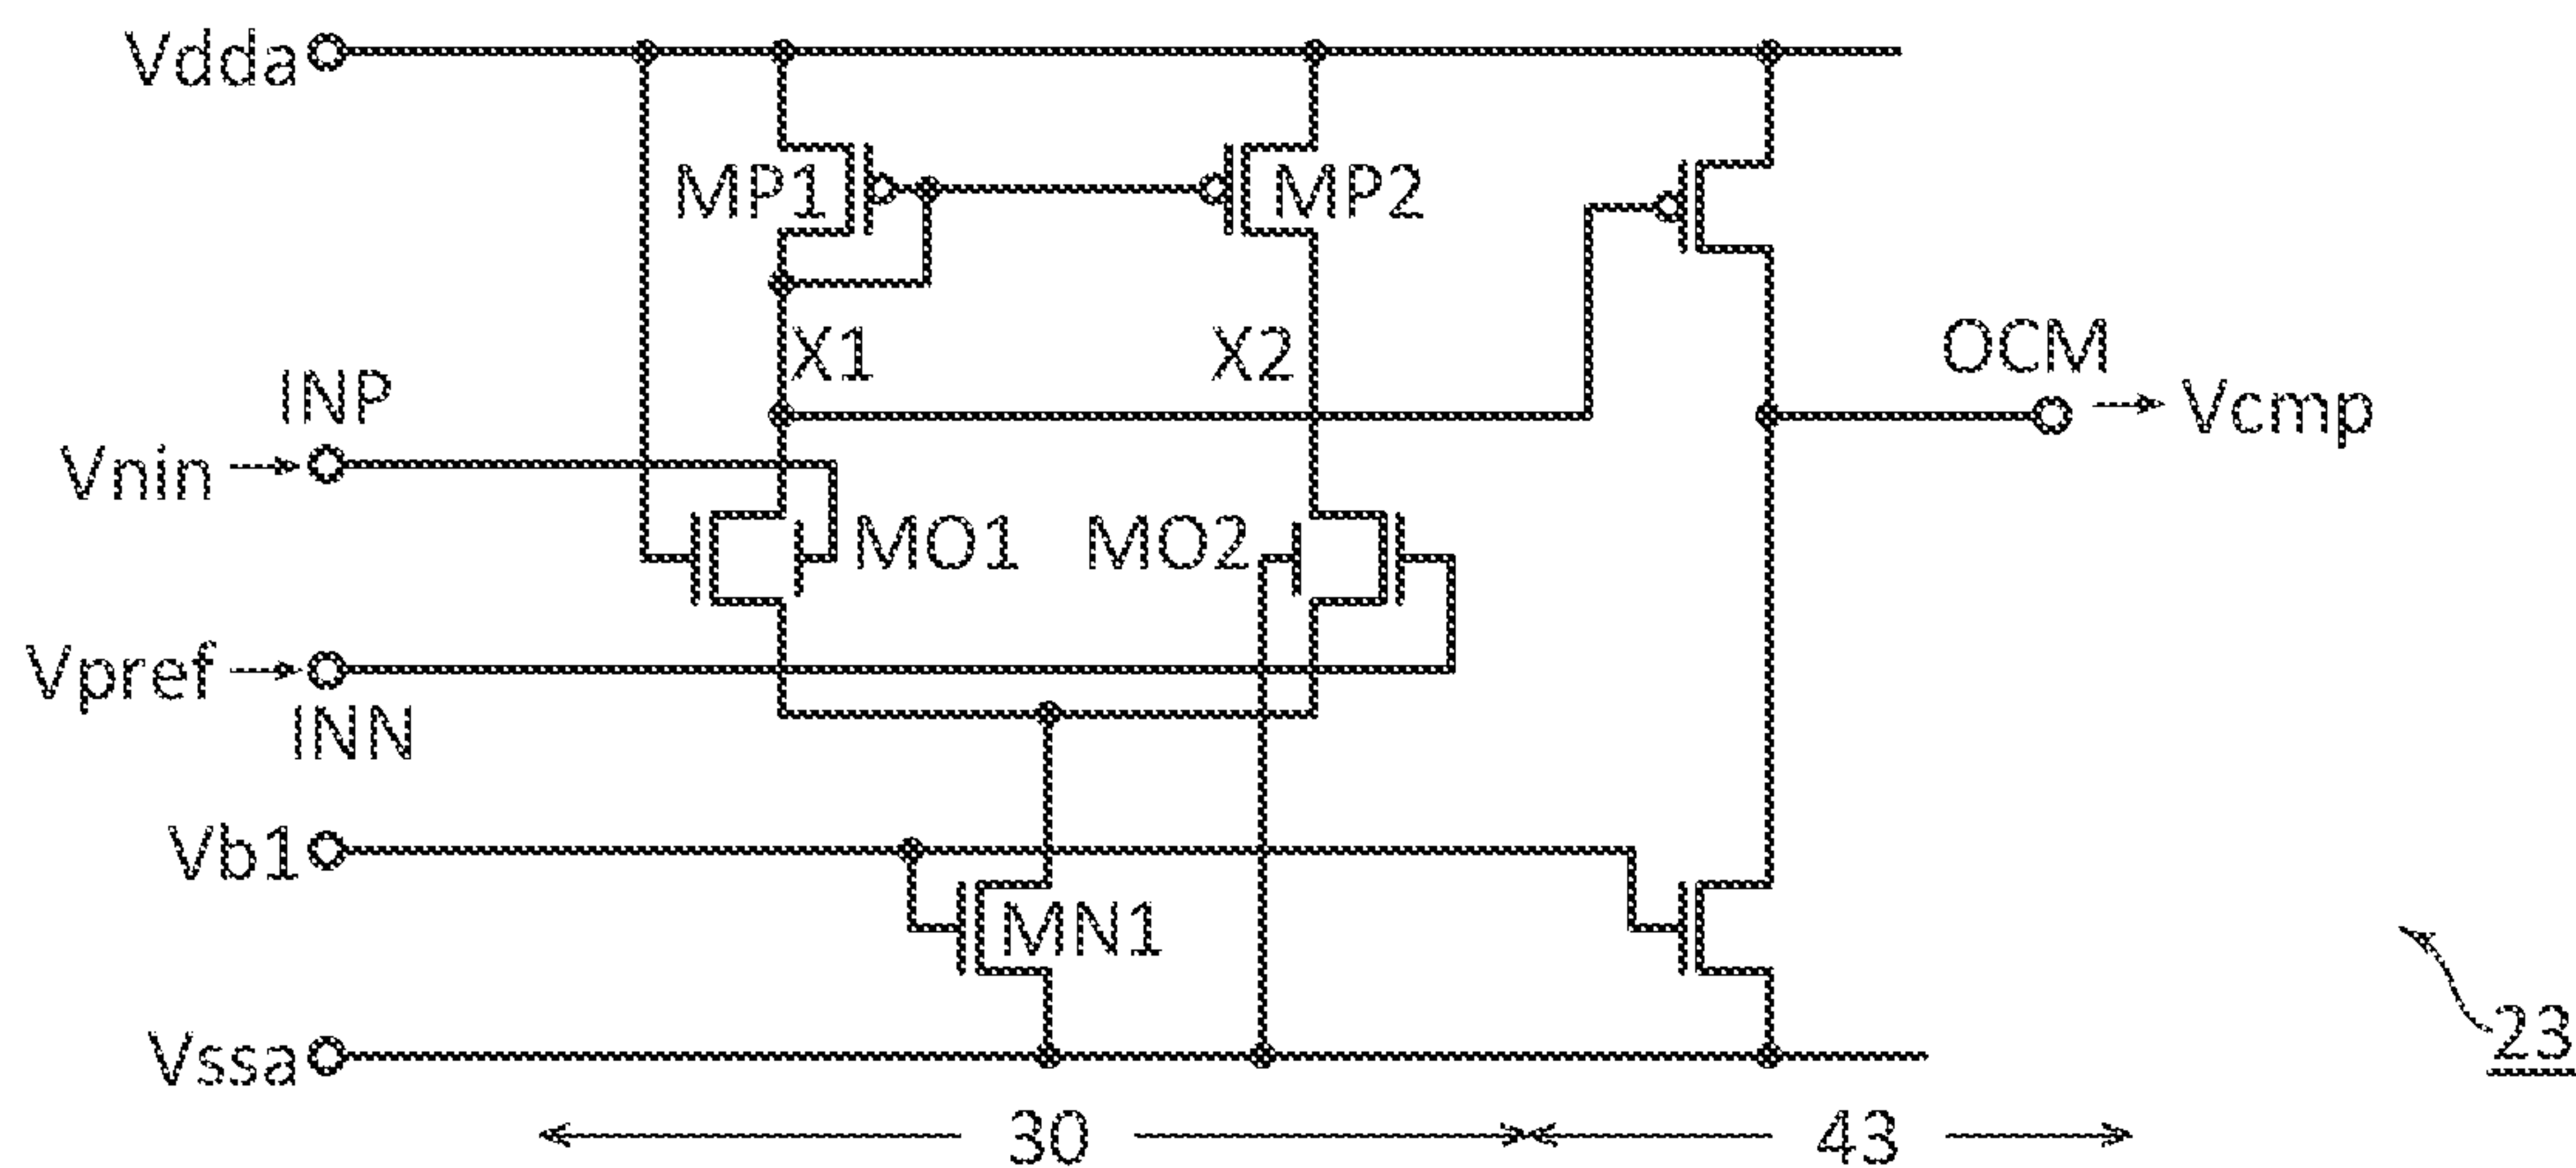 Vdda
MP1 MP2
X1 X2 OCM
INP Vcmp
Vnin MO1 MO2
Vpref
INN
Vb1
MN1
Vssa 23
30 43